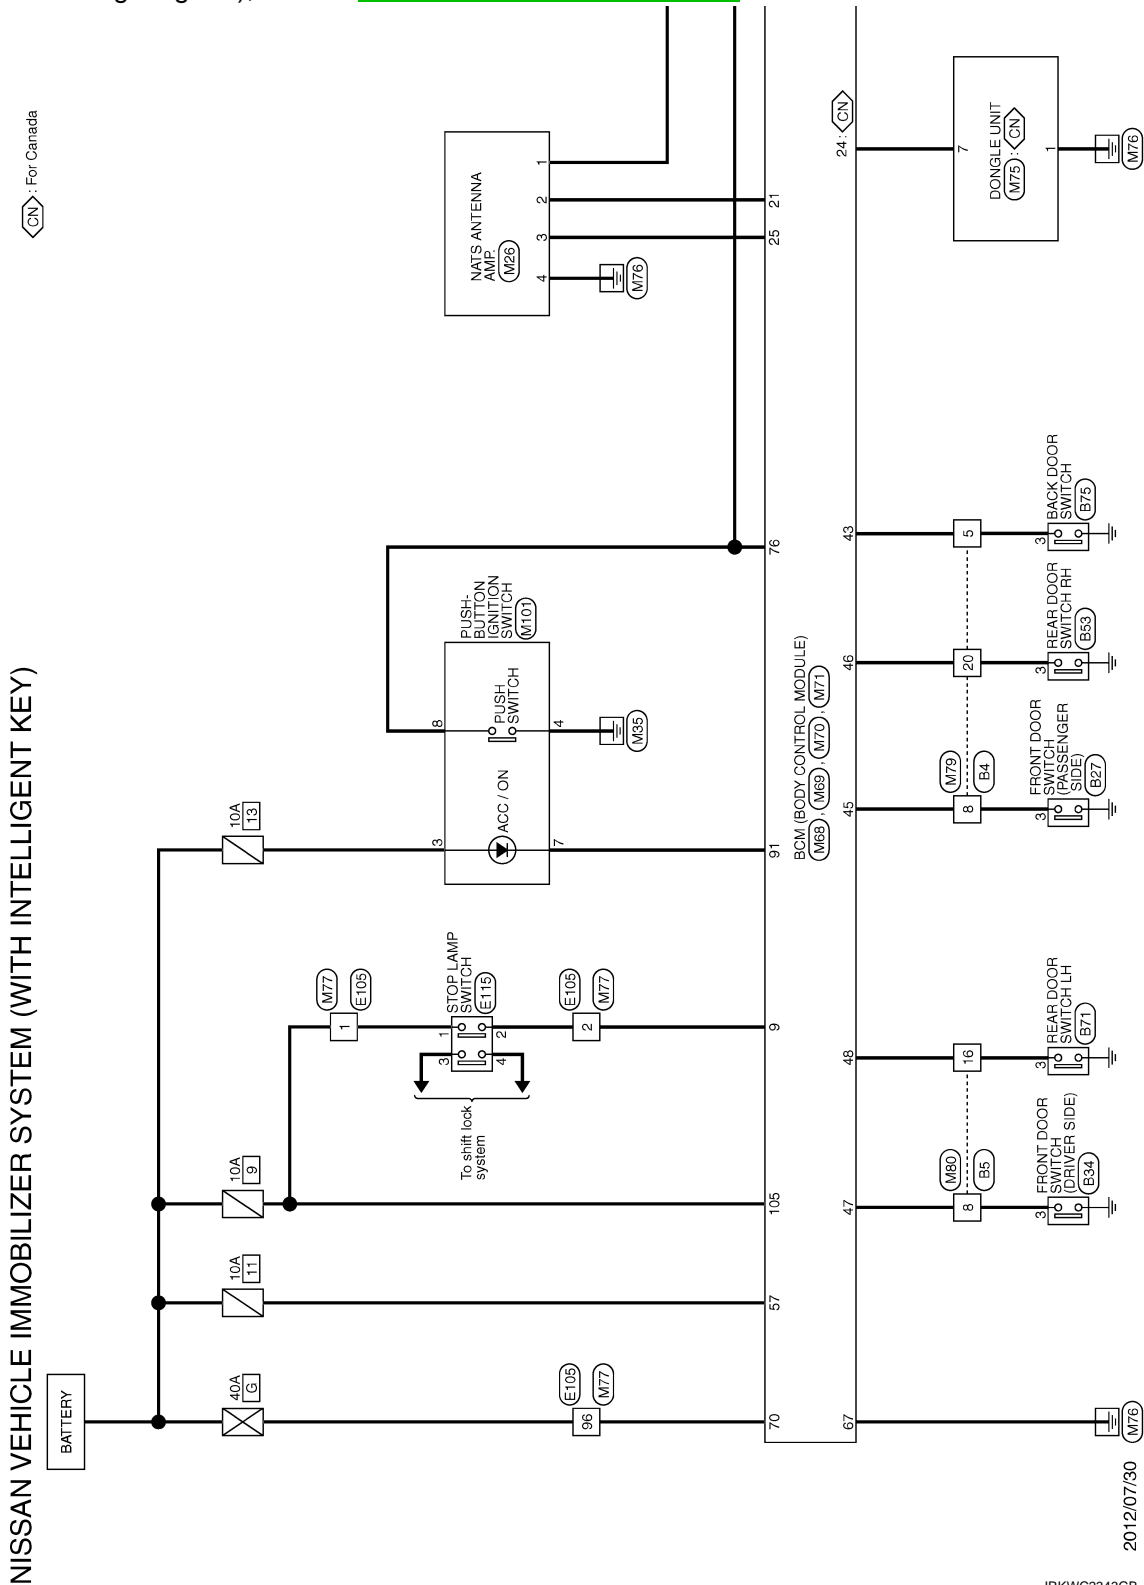 NISSAN VEHICLE IMMOBILIZER SYSTEM (WITH INTELLIGENT KEY)
CN : For Canada
BATTERY
40A
G
10A
11
10A
9
10A
13
M77
E105
1
STOP LAMP
SWITCH
E115
1
2
3
4
To shift lock
system
E105
M77
2
E105
M77
96
PUSH-
BUTTON
IGNITION
SWITCH
M101
3
8
ACC / ON
PUSH
SWITCH
7
4
M35
NATS ANTENNA
AMP.
M26
4
3
2
1
M76
70
57
105
9
91
76
25
21
BCM (BODY CONTROL MODULE)
M68 , M69 , M70 , M71
67
47
48
45
46
43
24 : CN
M80
B5
8
16
M79
B4
8
20
5
3
FRONT DOOR
SWITCH
(DRIVER SIDE)
B34
3
REAR DOOR
SWITCH LH
B71
3
FRONT DOOR
SWITCH
(PASSENGER
SIDE)
B27
3
REAR DOOR
SWITCH RH
B53
3
BACK DOOR
SWITCH
B75
7
DONGLE UNIT
M75 : CN
1
M76
M76
2012/07/30